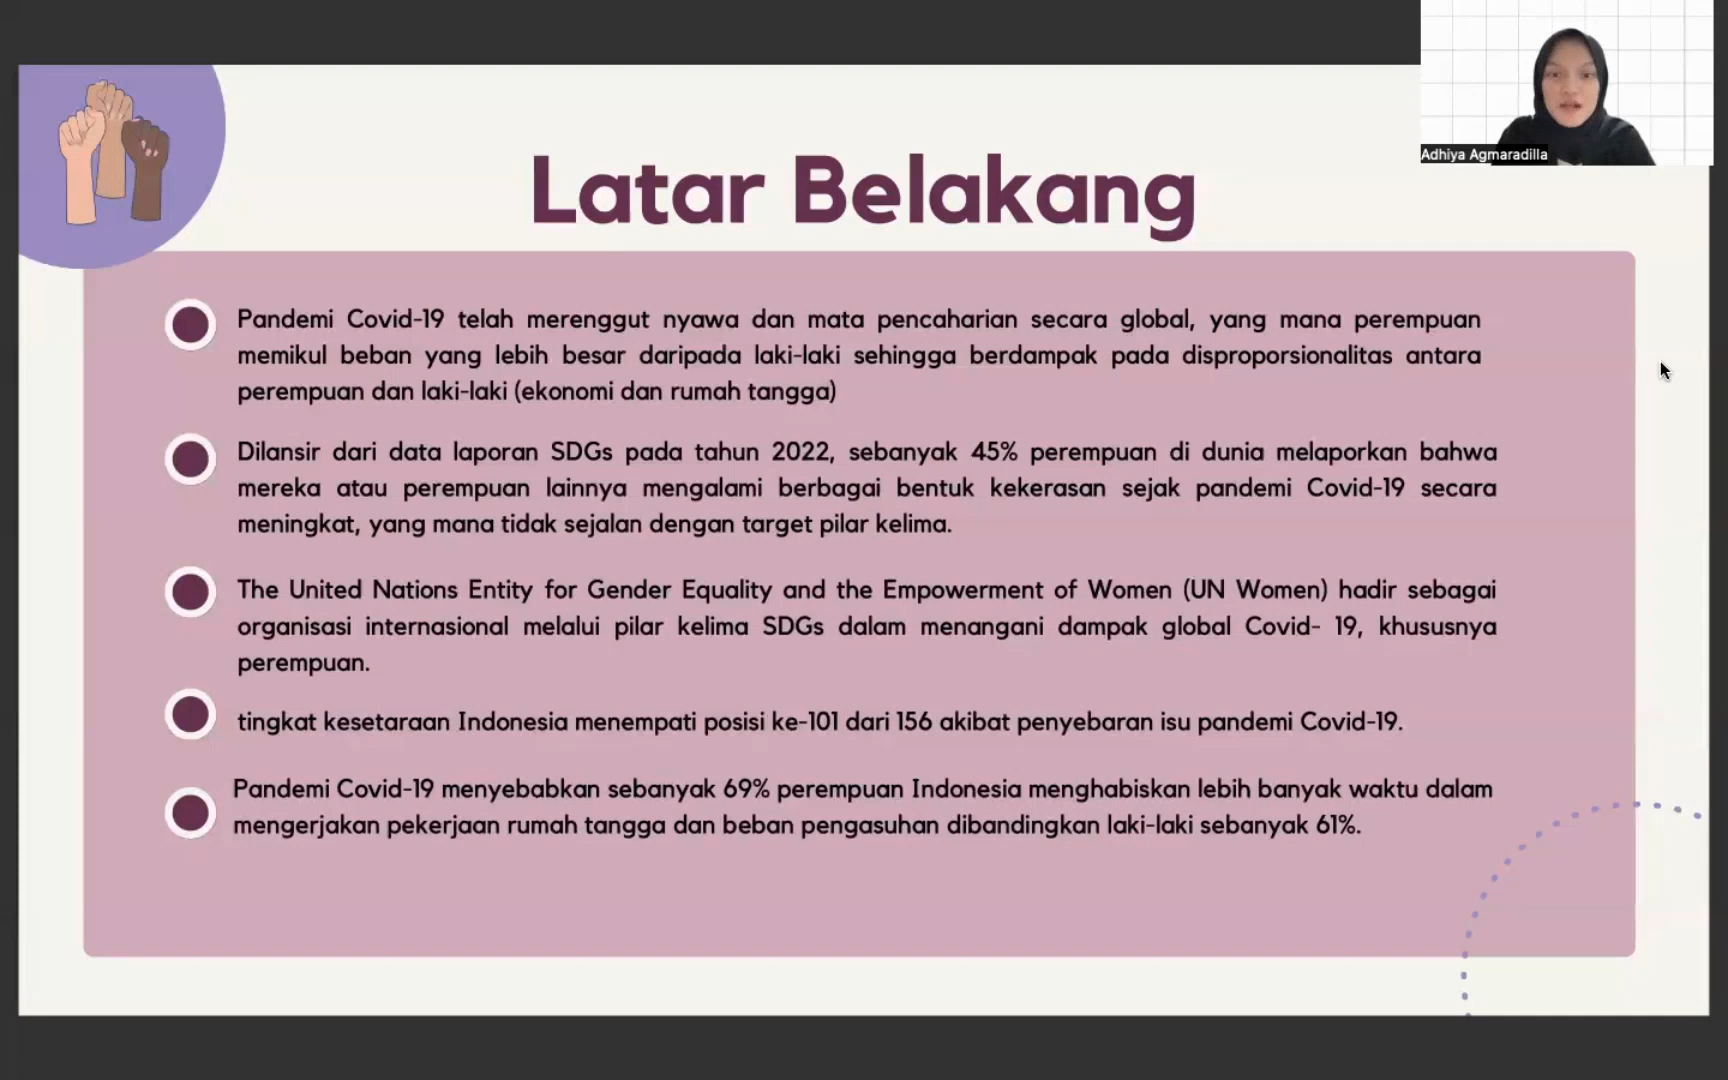 Adhiya Agmaradilla
Latar Belakang
Pandemi Covid-19 telah merenggut nyawa dan mata pencaharian secara global, yang mana perempuan
memikul beban yang lebih besar daripada laki-laki sehingga berdampak pada disproporsionalitas antara
perempuan dan laki-laki (ekonomi dan rumah tangga)
Dilansir dari data laporan SDGs pada tahun 2022, sebanyak 45% perempuan di dunia melaporkan bahwa
mereka atau perempuan lainnya mengalami berbagai bentuk kekerasan sejak pandemi Covid-19 secara
meningkat, yang mana tidak sejalan dengan target pilar kelima.
The United Nations Entity for Gender Equality and the Empowerment of Women (UN Women) hadir sebagai
organisasi internasional melalui pilar kelima SDGs dalam menangani dampak global Covid- 19, khususnya
perempuan.
tingkat kesetaraan Indonesia menempati posisi ke-101 dari 156 akibat penyebaran isu pandemi Covid-19.
Pandemi Covid-19 menyebabkan sebanyak 69% perempuan Indonesia menghabiskan lebih banyak waktu dalam
mengerjakan pekerjaan rumah tangga dan beban pengasuhan dibandingkan laki-laki sebanyak 61%.